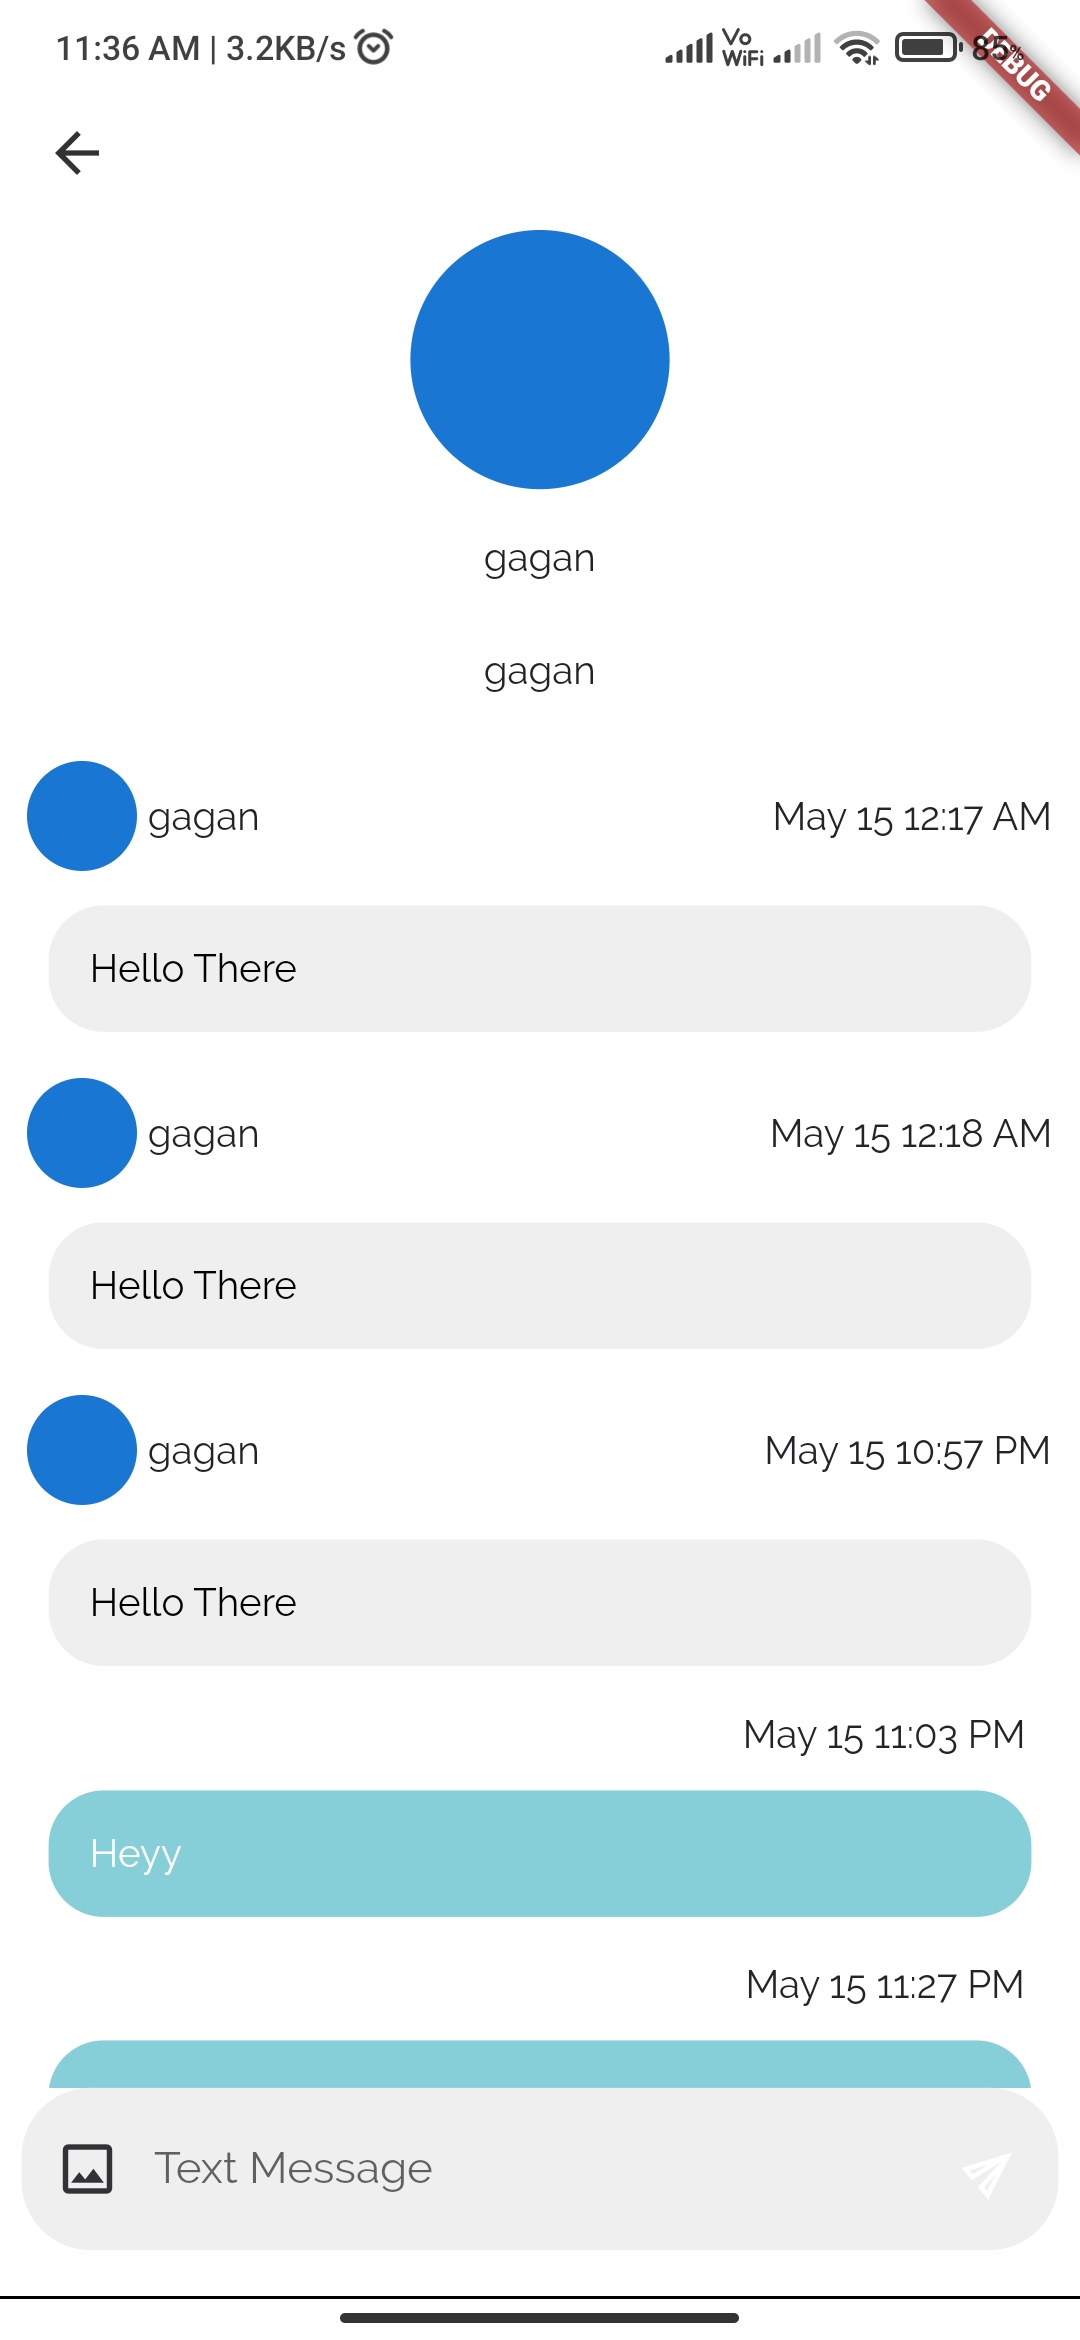 11:36 AM | 3.2KB/s Vo WiFi 85%
DEBUG
gagan
gagan
gagan May 15 12:17 AM
Hello There
gagan May 15 12:18 AM
Hello There
gagan May 15 10:57 PM
Hello There
May 15 11:03 PM
Heyy
May 15 11:27 PM
Text Message